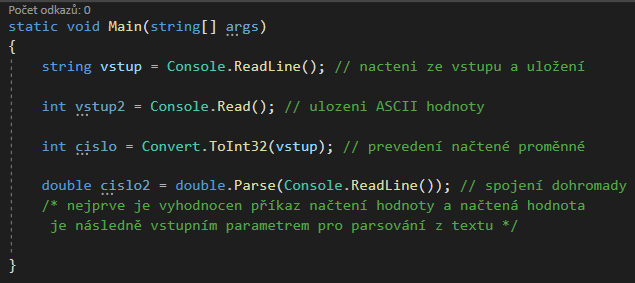 Počet odkazů: 0
static void Main(string[] args)
{
string vstup = Console.ReadLine(); // nacteni ze vstupu a uložení
int vstup2 = Console.Read(); // ulozeni ASCII hodnoty
int cislo = Convert.ToInt32(vstup); // prevedení načtené proměnné
double cislo2 = double.Parse(Console.ReadLine()); // spojení dohromady
/* nejprve je vyhodnocen příkaz načtení hodnoty a načtená hodnota
je následně vstupním parametrem pro parsování z textu */
}